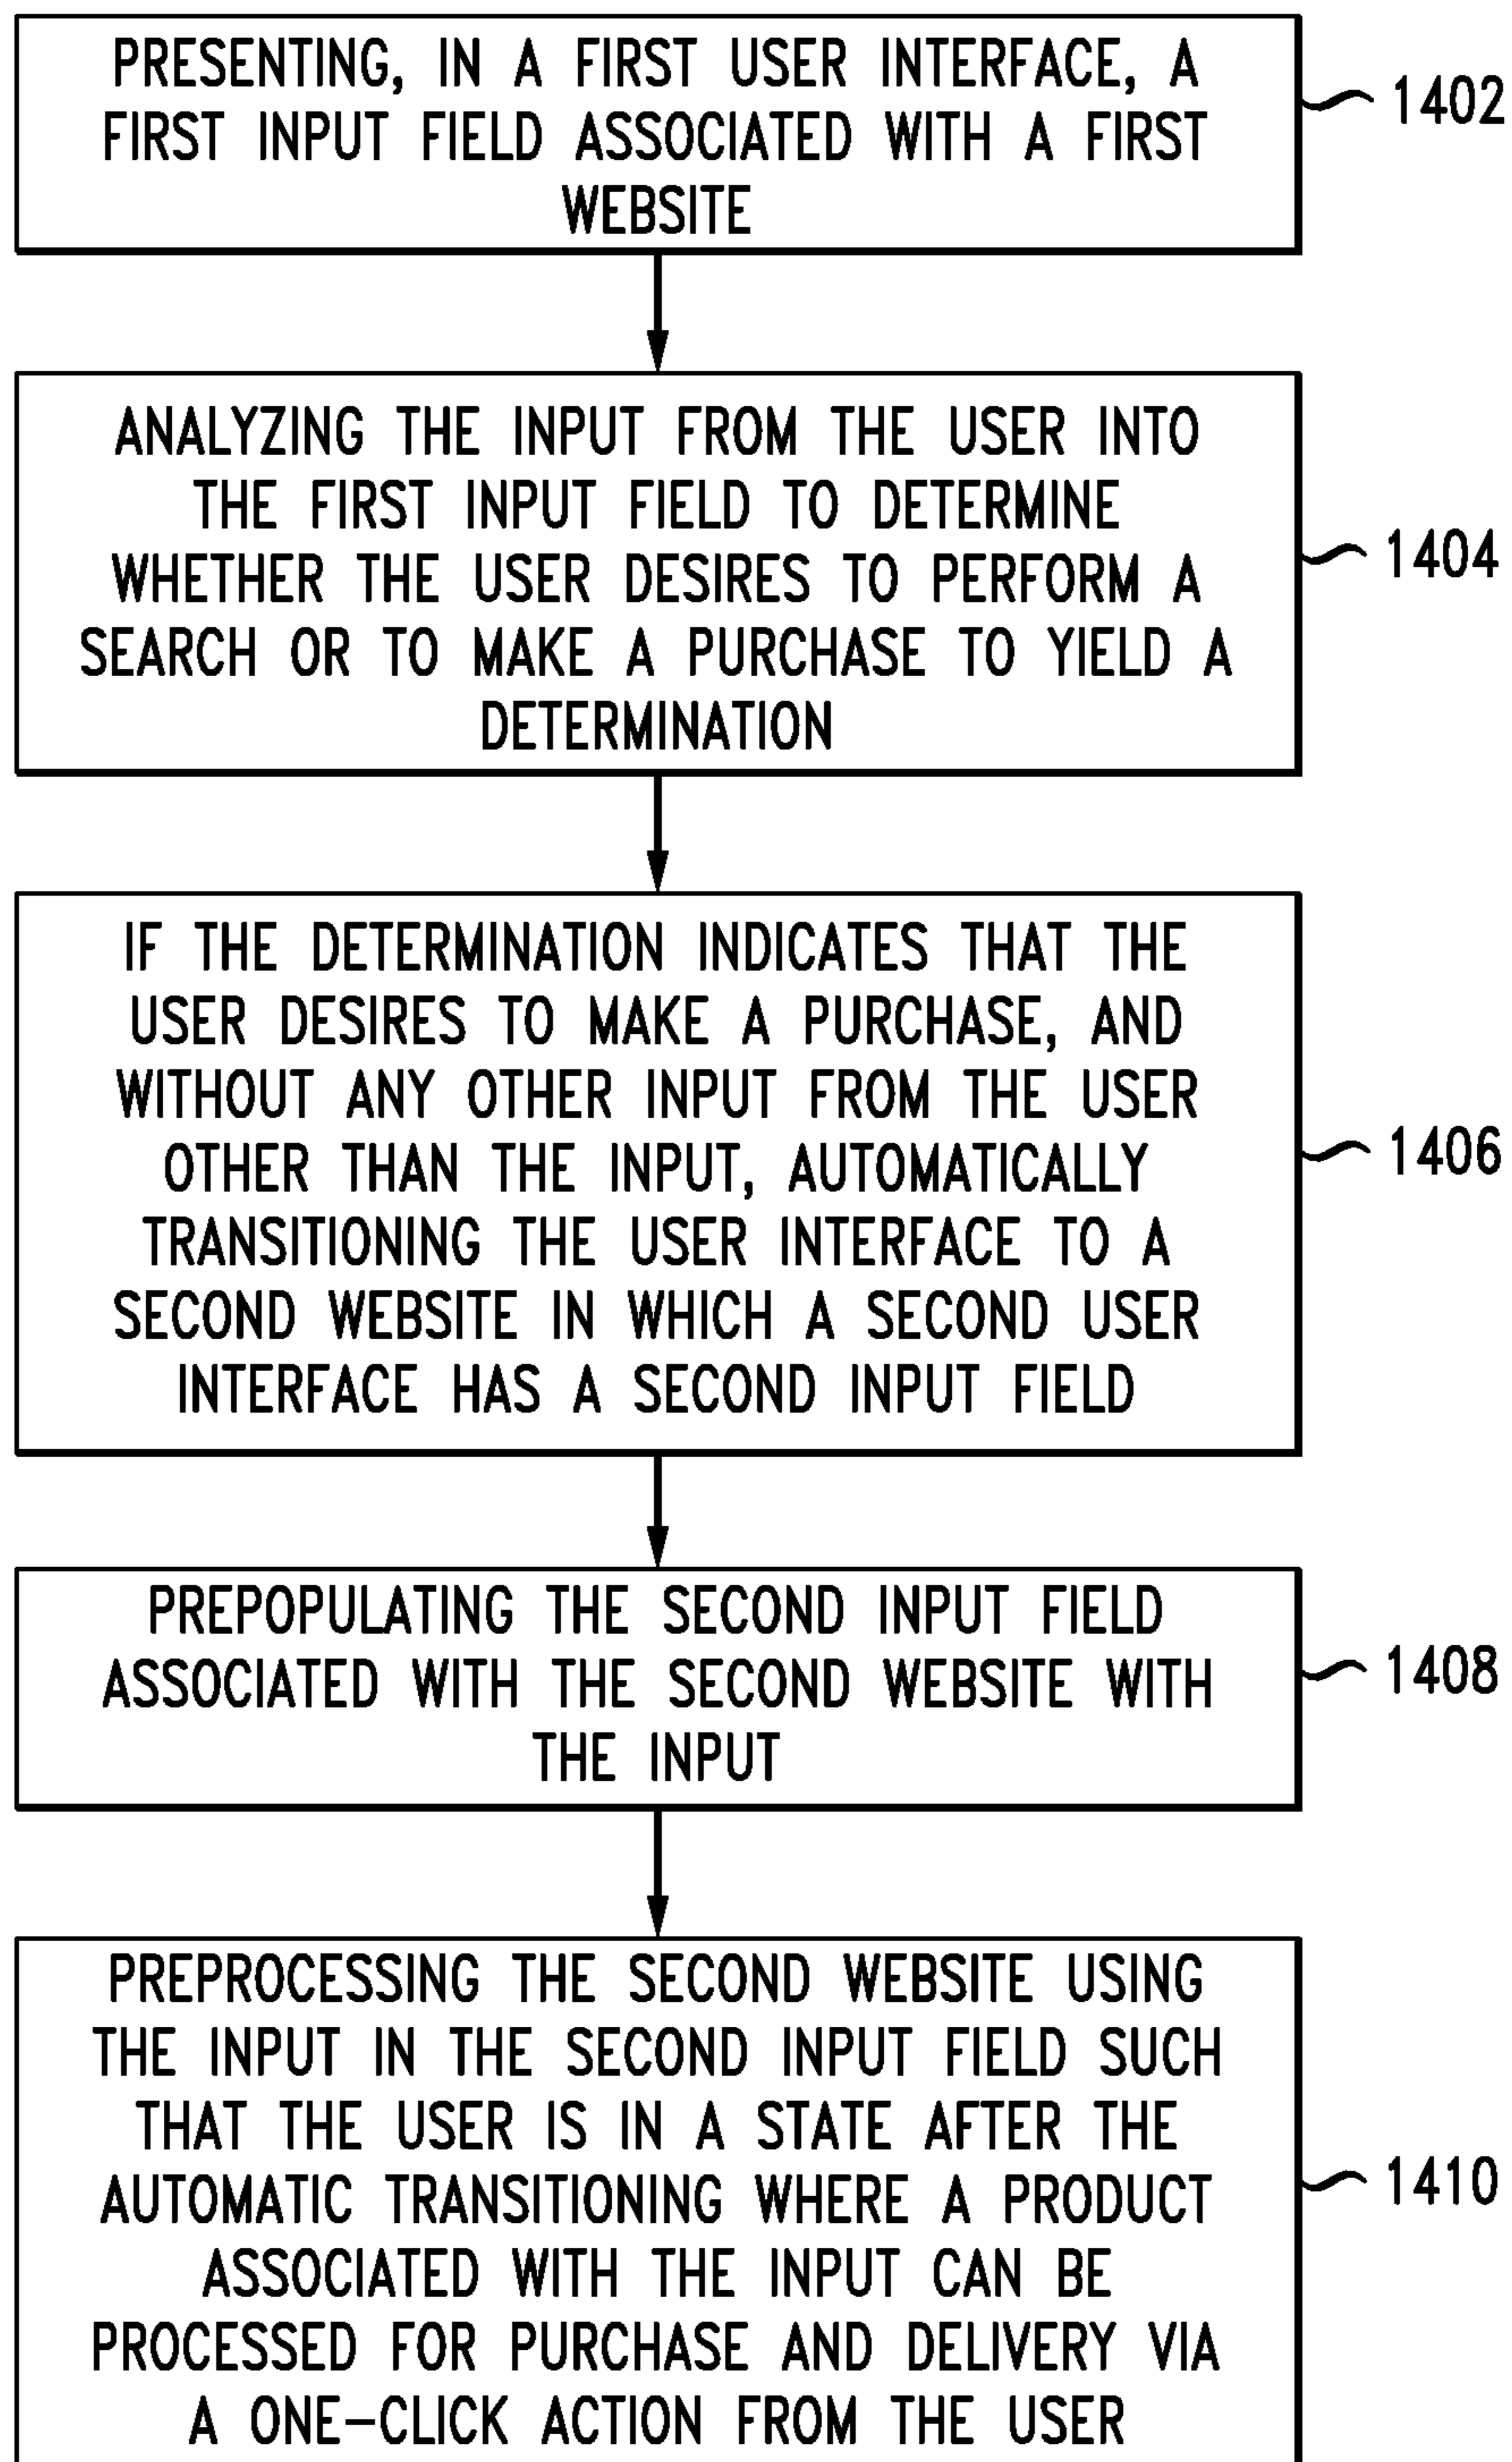 PRESENTING, IN A FIRST USER INTERFACE, A
FIRST INPUT FIELD ASSOCIATED WITH A FIRST
WEBSITE
1402
ANALYZING THE INPUT FROM THE USER INTO
THE FIRST INPUT FIELD TO DETERMINE
WHETHER THE USER DESIRES TO PERFORM A
SEARCH OR TO MAKE A PURCHASE TO YIELD A
DETERMINATION
1404
IF THE DETERMINATION INDICATES THAT THE
USER DESIRES TO MAKE A PURCHASE, AND
WITHOUT ANY OTHER INPUT FROM THE USER
OTHER THAN THE INPUT, AUTOMATICALLY
TRANSITIONING THE USER INTERFACE TO A
SECOND WEBSITE IN WHICH A SECOND USER
INTERFACE HAS A SECOND INPUT FIELD
1406
PREPOPULATING THE SECOND INPUT FIELD
ASSOCIATED WITH THE SECOND WEBSITE WITH
THE INPUT
1408
PREPROCESSING THE SECOND WEBSITE USING
THE INPUT IN THE SECOND INPUT FIELD SUCH
THAT THE USER IS IN A STATE AFTER THE
AUTOMATIC TRANSITIONING WHERE A PRODUCT
ASSOCIATED WITH THE INPUT CAN BE
PROCESSED FOR PURCHASE AND DELIVERY VIA
A ONE-CLICK ACTION FROM THE USER
1410